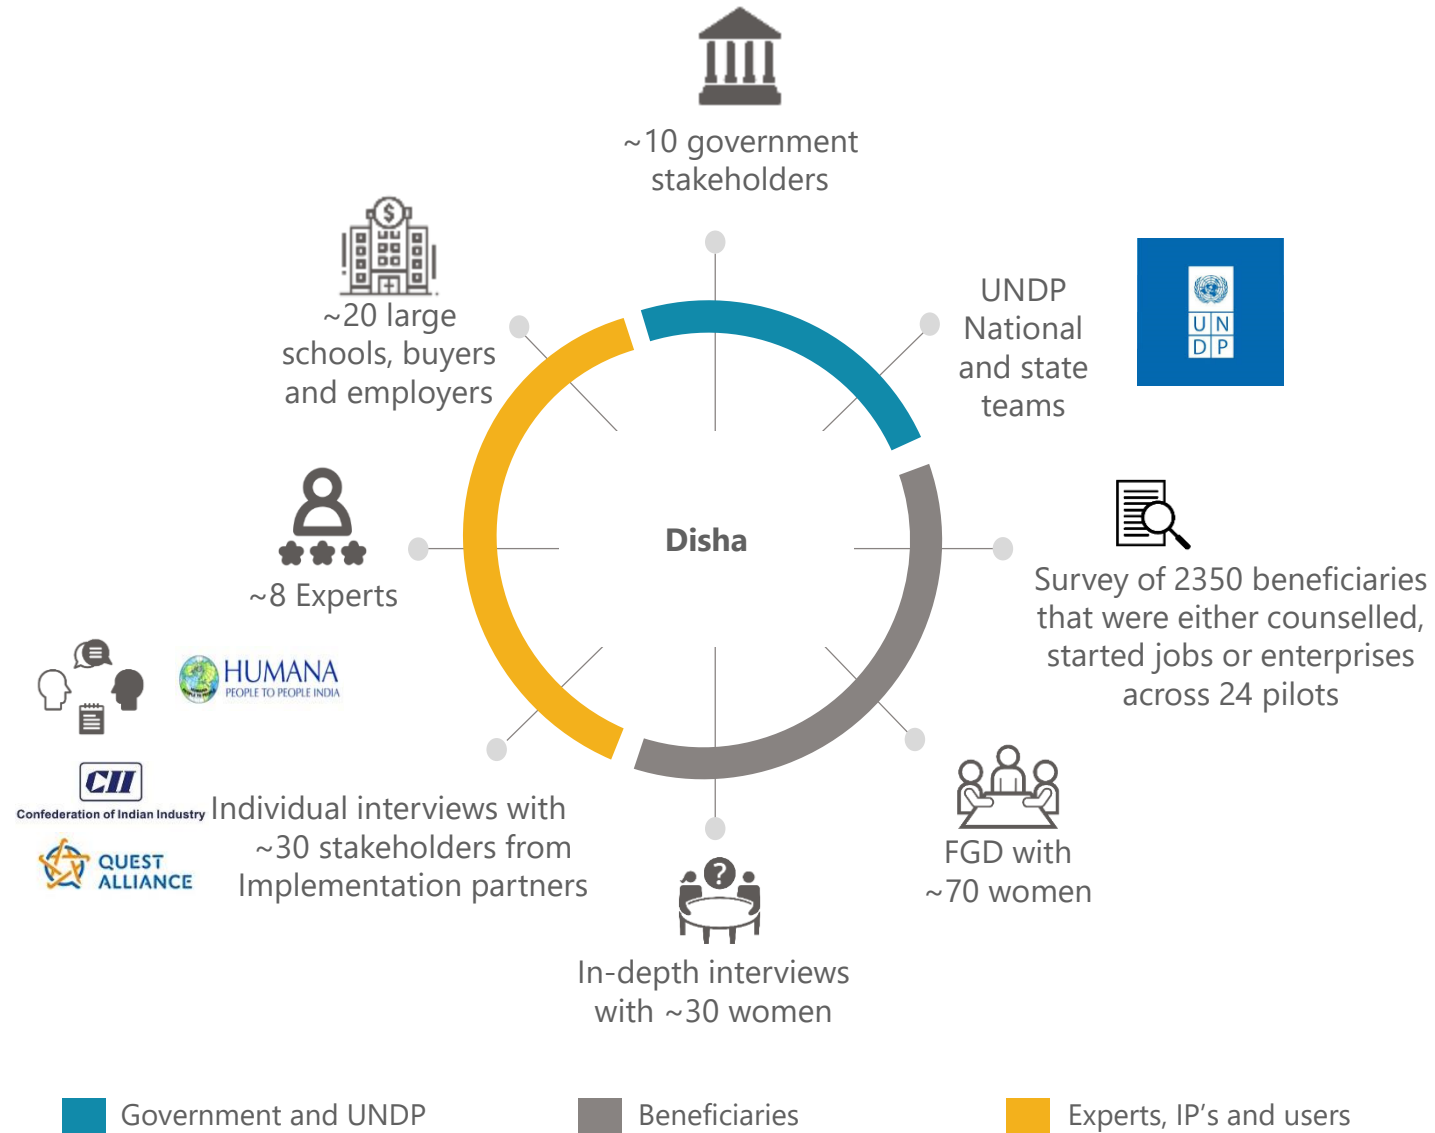 ~10 government
stakeholders
~20 large
schools, buyers
and employers
UNDP
National
and state
teams
U N
D P
Disha
~8 Experts
Survey of 2350 beneficiaries
that were either counselled,
started jobs or enterprises
across 24 pilots
HUMANA
PEOPLE TO PEOPLE INDIA
CII
Confederation of Indian Industry
QUEST
ALLIANCE
Individual interviews with
~30 stakeholders from
Implementation partners
FGD with
~70 women
In-depth interviews
with ~30 women
Government and UNDP
Beneficiaries
Experts, IP's and users